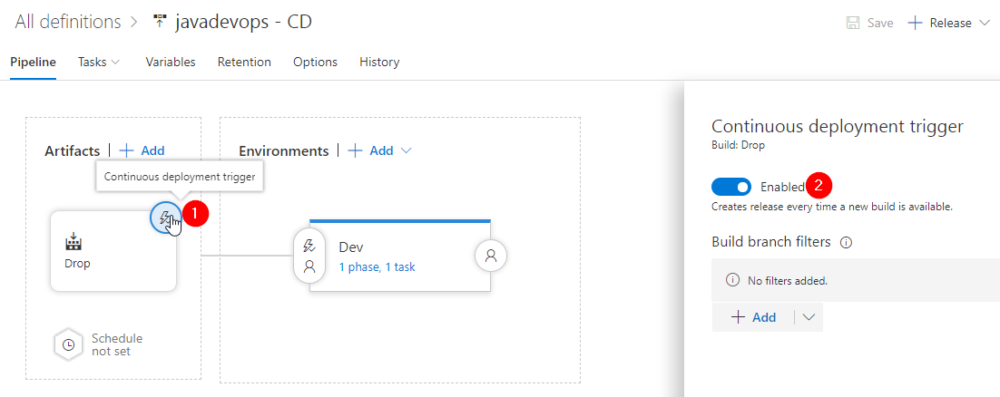 All definitions > javadevops - CD
Save
Release
Pipeline
Tasks
Variables
Retention
Options
History
Artifacts | + Add
Environments | + Add
Continuous deployment trigger
1
Drop
Dev
1 phase, 1 task
Schedule
not set
Continuous deployment trigger
Build: Drop
Enabled
2
Creates release every time a new build is available.
Build branch filters
No filters added.
+ Add